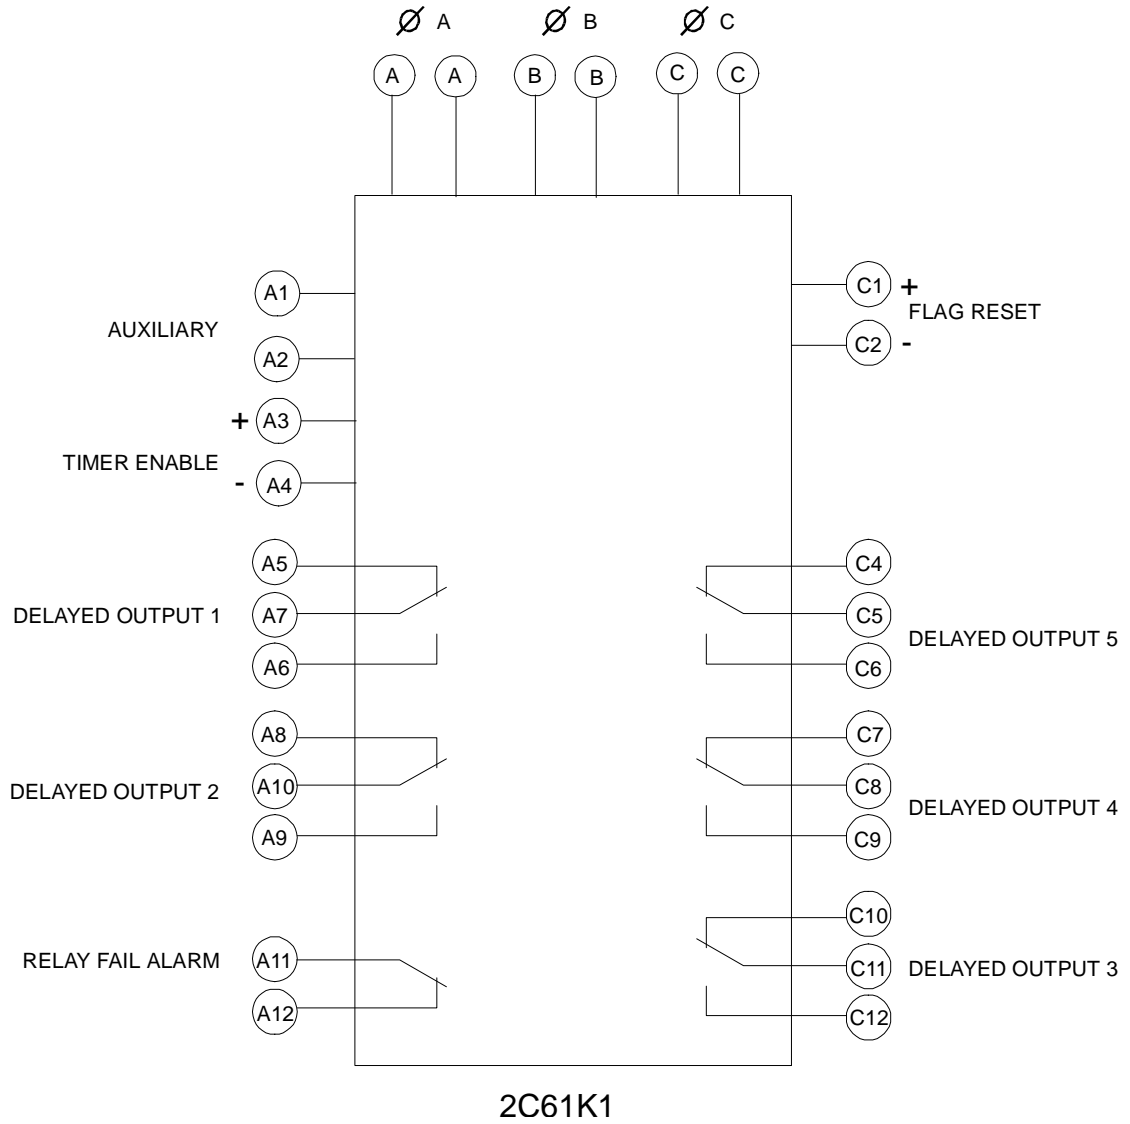 Ø A Ø B Ø C
A A B B C C
A1
AUXILIARY
A2
+ A3
TIMER ENABLE
- A4
A5
DELAYED OUTPUT 1 A7
A6
A8
DELAYED OUTPUT 2 A10
A9
RELAY FAIL ALARM A11
A12
C1 +
FLAG RESET
C2 -
C4
C5
DELAYED OUTPUT 5
C6
C7
C8
DELAYED OUTPUT 4
C9
C10
C11 DELAYED OUTPUT 3
C12
2C61K1